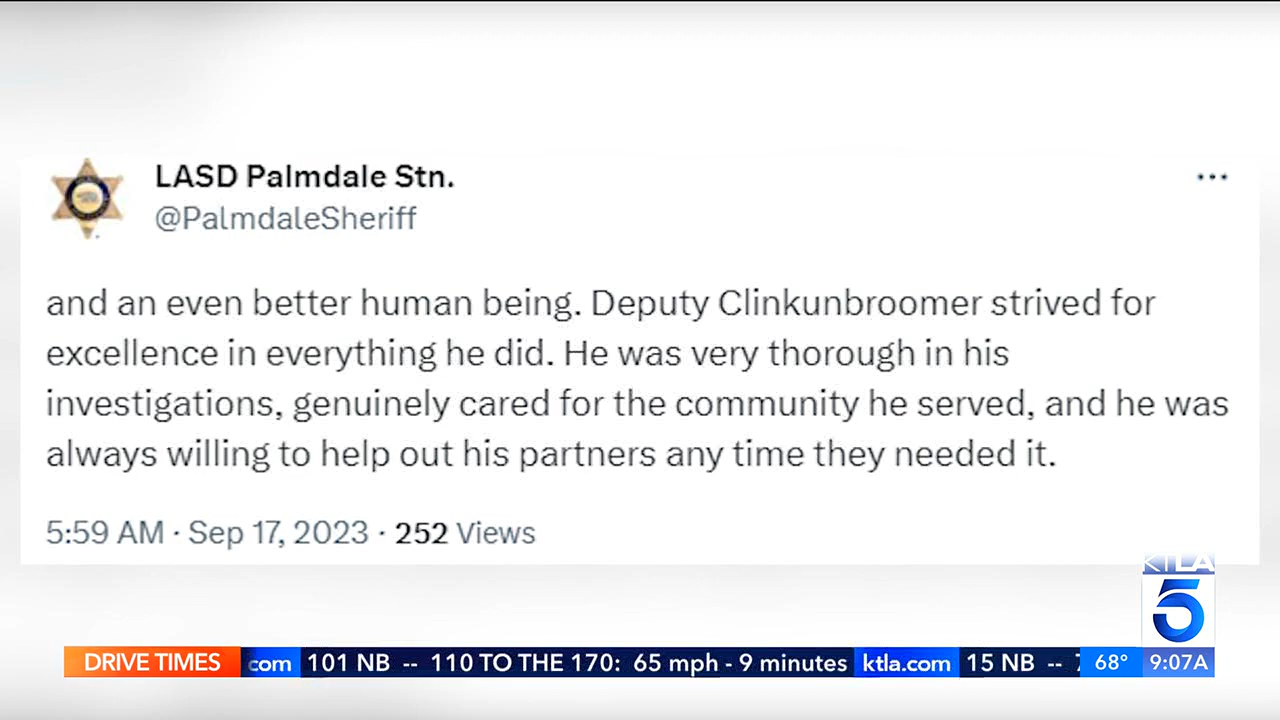 LASD Palmdale Stn.
@PalmdaleSheriff
and an even better human being. Deputy Clinkunbroomer strived for
excellence in everything he did. He was very thorough in his
investigations, genuinely cared for the community he served, and he was
always willing to help out his partners any time they needed it.
5:59 AM · Sep 17, 2023 · 252 Views
KTLA
5
DRIVE TIMES com 101 NB -- 110 TO THE 170: 65 mph - 9 minutes ktla.com 15 NB -- 68° 9:07A